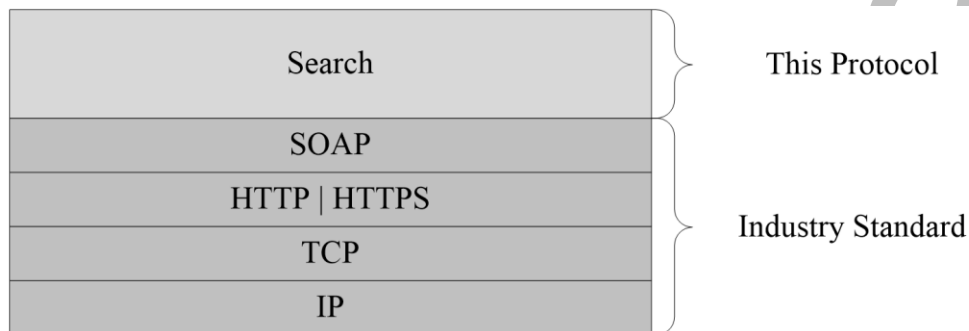 Search
This Protocol
SOAP
HTTP | HTTPS
Industry Standard
TCP
IP